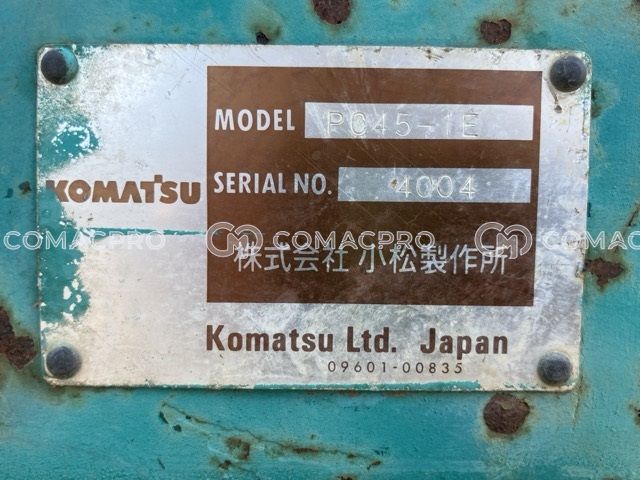 MODEL PC45-1E
KOMATSU
SERIAL NO. 4004
COMACPRO COMACPRO COMACPRO
株式会社 小松製作所
Komatsu Ltd. Japan
09601-00835